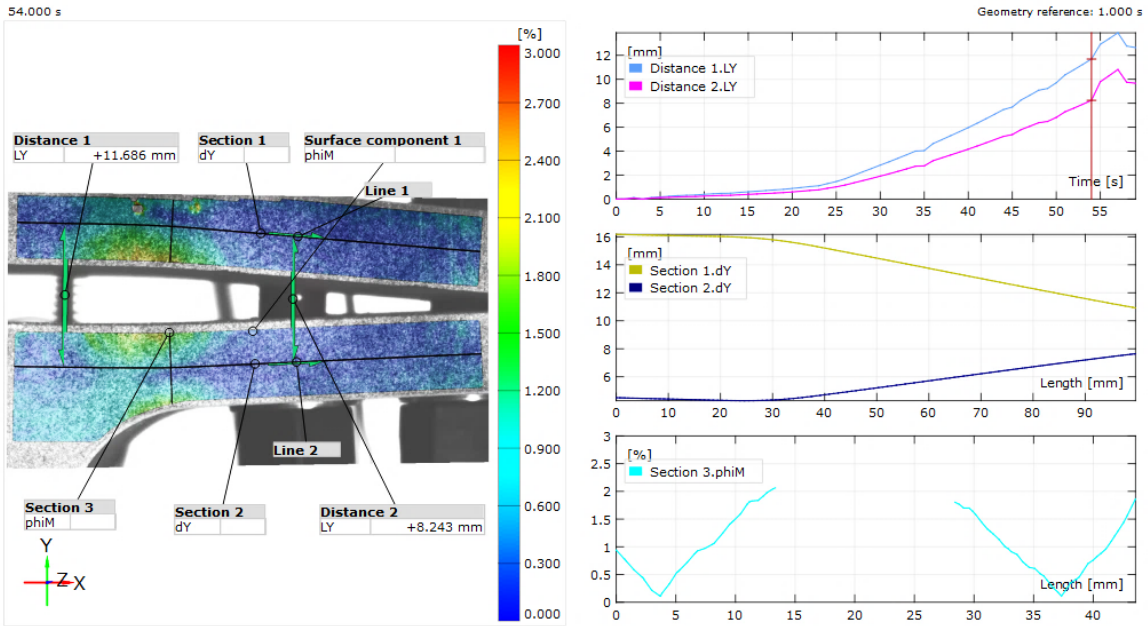 54.000 s
Geometry reference: 1.000 s
[%]
3.000
2.700
2.400
2.100
1.800
1.500
1.200
0.900
0.600
0.300
0.000
Distance 1
LY +11.686 mm
Section 1
dY
Surface component 1
phiM
Line 1
Line 2
Section 3
phiM
Section 2
dY
Distance 2
LY +8.243 mm
Y
Z X
[mm]
Distance 1.LY
Distance 2.LY
12
10
8
6
4
2
0
Time [s]
0 5 10 15 20 25 30 35 40 45 50 55
[mm]
Section 1.dY
Section 2.dY
16
14
12
10
8
6
Length [mm]
0 10 20 30 40 50 60 70 80 90
[%]
Section 3.phiM
3
2.5
2
1.5
1
0.5
0
Length [mm]
0 5 10 15 20 25 30 35 40